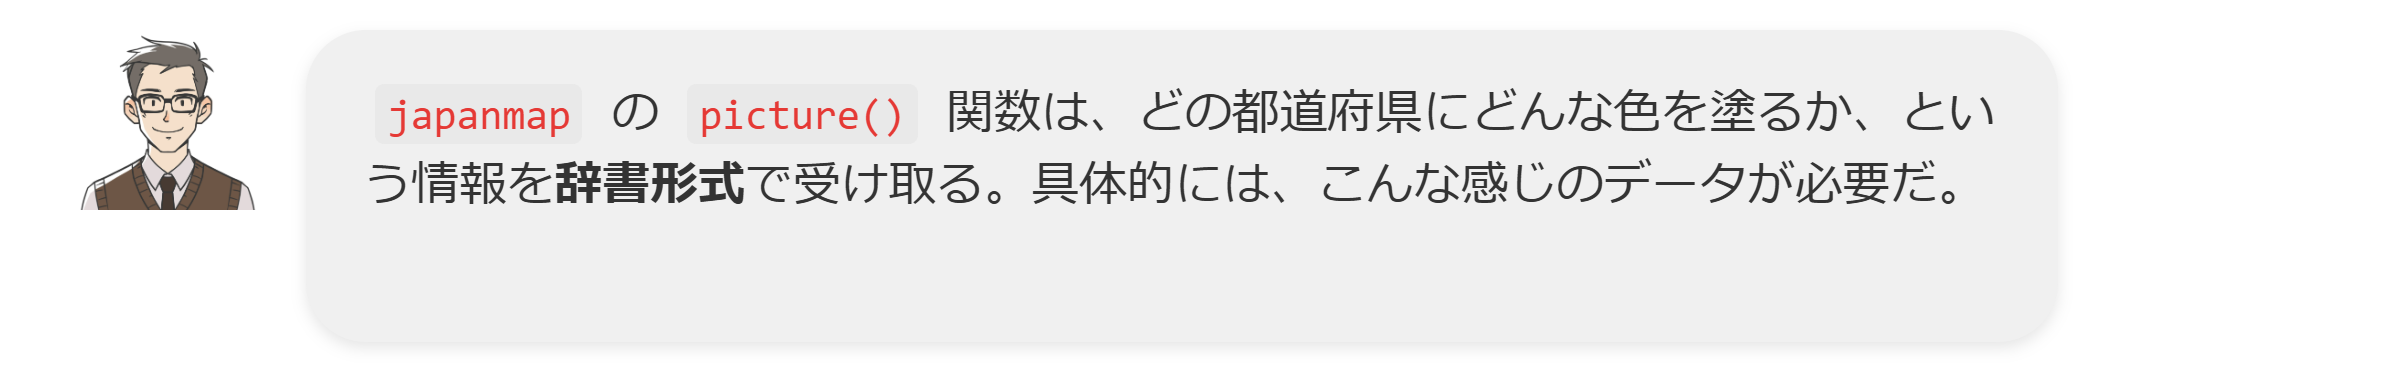 japanmap の picture() 関数は、どの都道府県にどんな色を塗るか、とい
う情報を辞書形式で受け取る。具体的には、こんな感じのデータが必要だ。